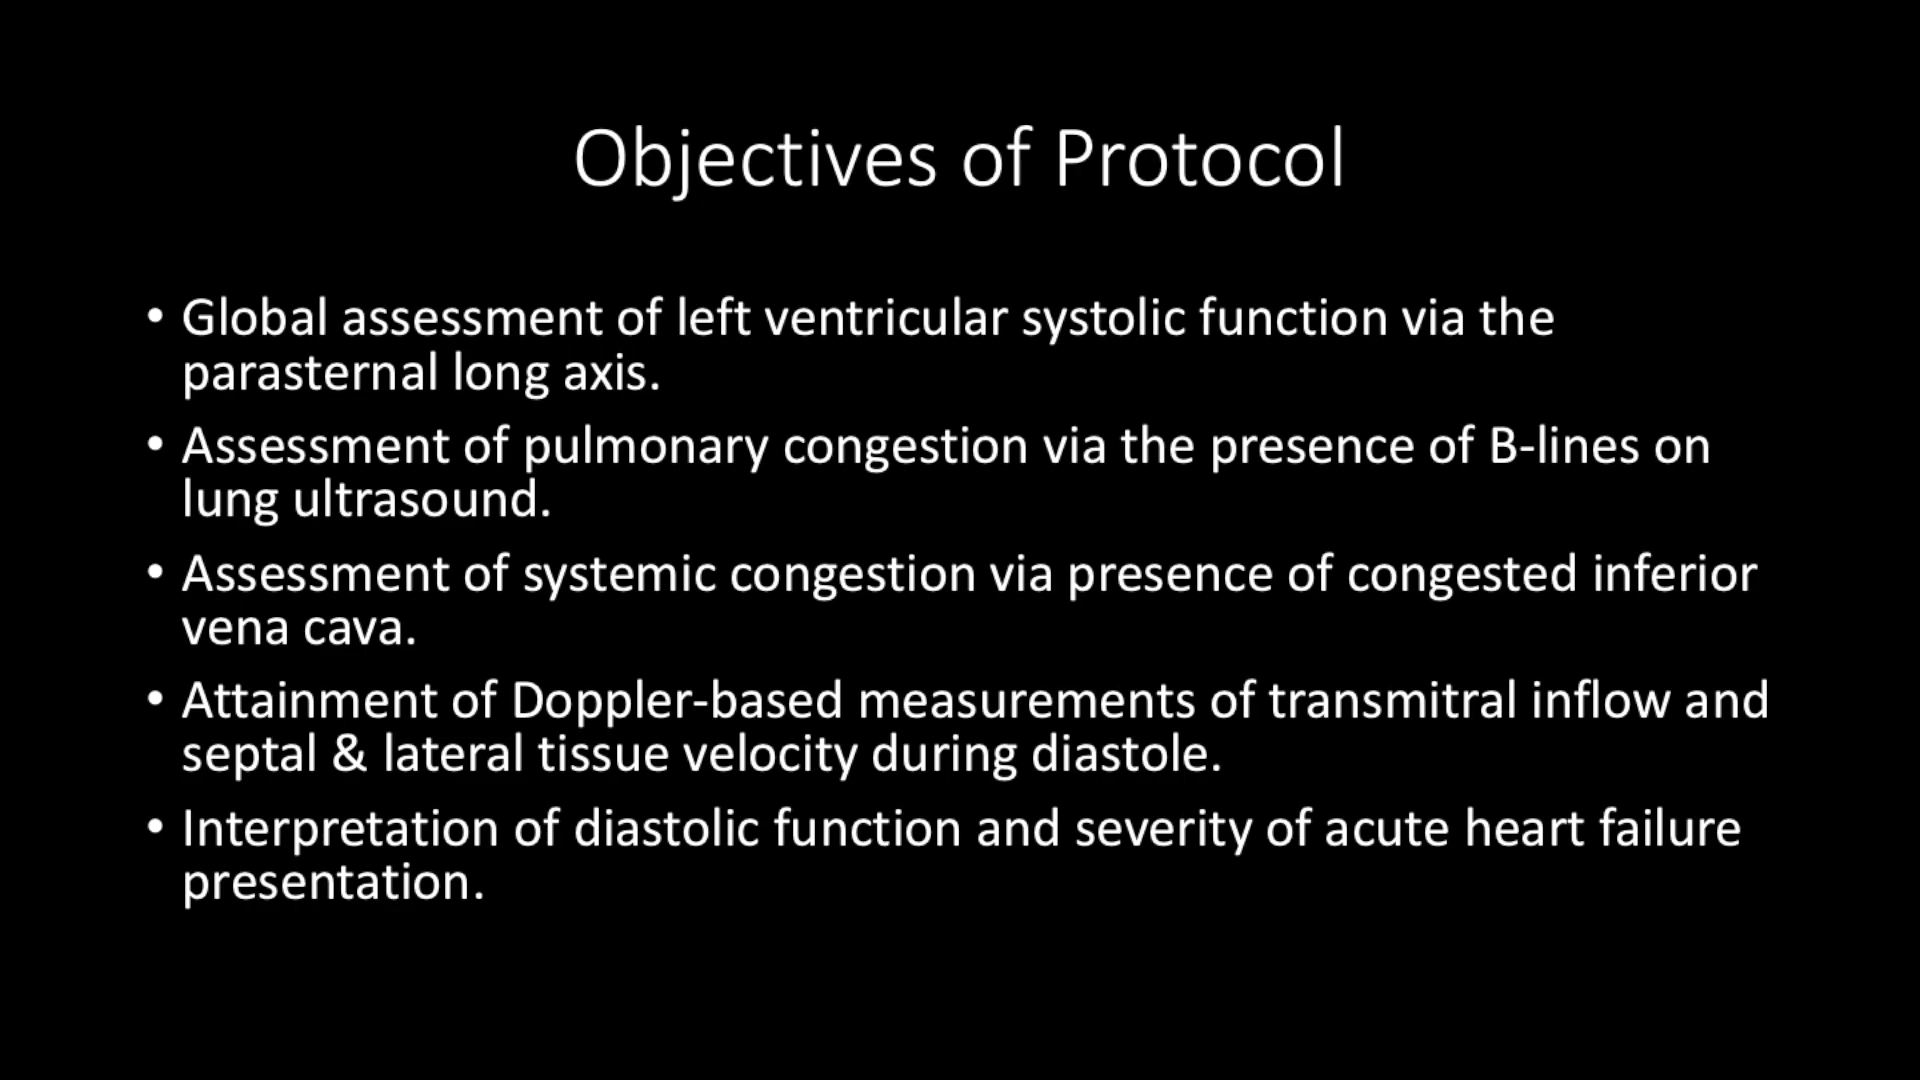 Objectives of Protocol
• Global assessment of left ventricular systolic function via the
parasternal long axis.
• Assessment of pulmonary congestion via the presence of B-lines on
lung ultrasound.
• Assessment of systemic congestion via presence of congested inferior
vena cava.
• Attainment of Doppler-based measurements of transmitral inflow and
septal & lateral tissue velocity during diastole.
• Interpretation of diastolic function and severity of acute heart failure
presentation.